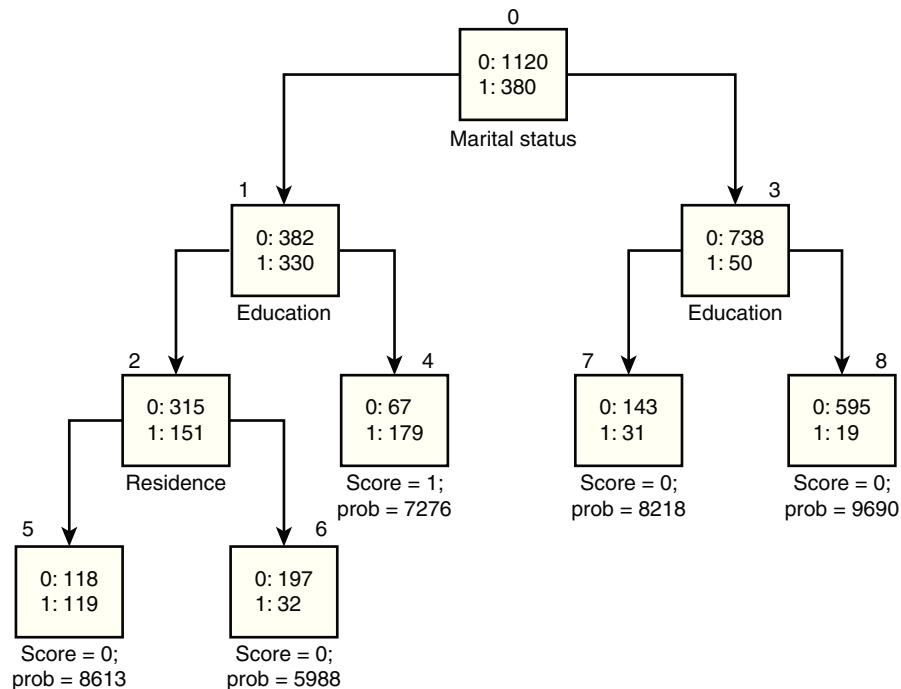 0
0: 1120
1: 380
Marital status
1
0: 382
1: 330
Education
3
0: 738
1: 50
Education
2
0: 315
1: 151
Residence
4
0: 67
1: 179
Score = 1;
prob = 7276
7
0: 143
1: 31
Score = 0;
prob = 8218
8
0: 595
1: 19
Score = 0;
prob = 9690
5
0: 118
1: 119
Score = 0;
prob = 8613
6
0: 197
1: 32
Score = 0;
prob = 5988